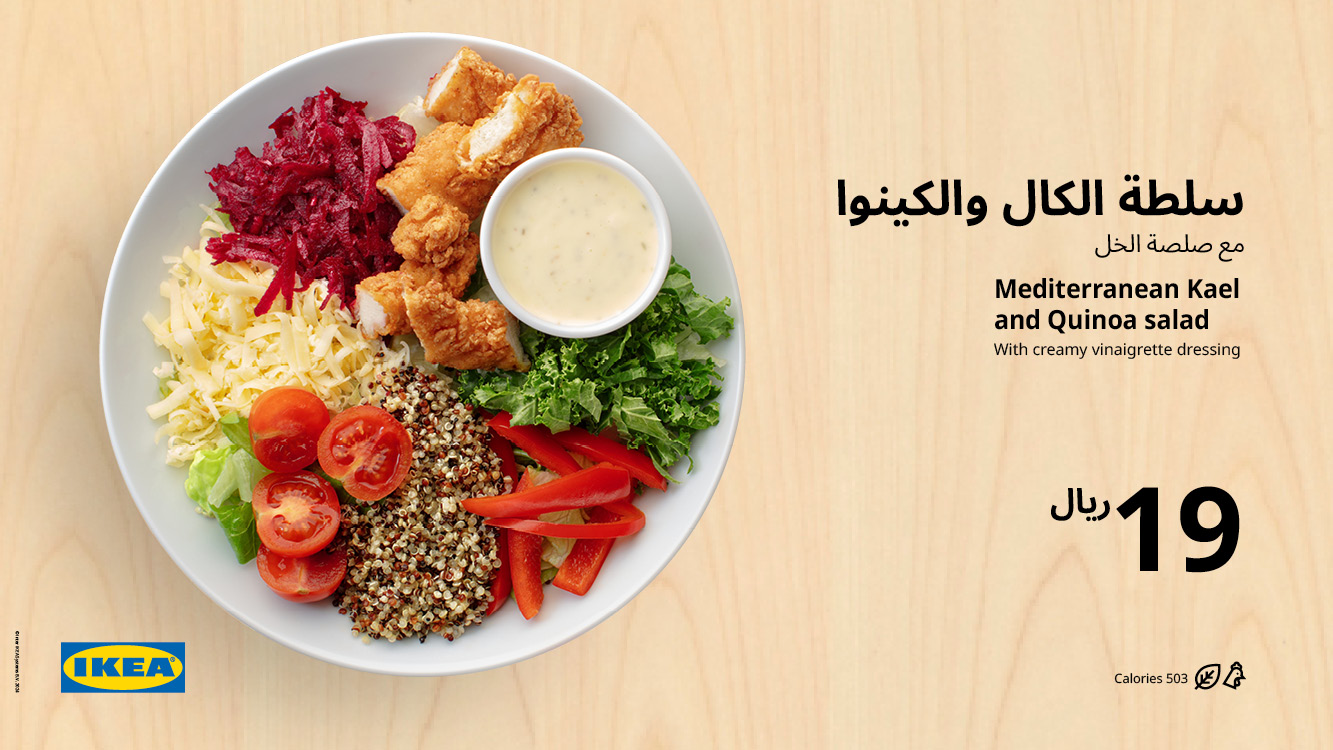 سلطة الكال والكينوا
مع صلصة الخل
Mediterranean Kael
and Quinoa salad
With creamy vinaigrette dressing
19 ريال
Calories 503
IKEA